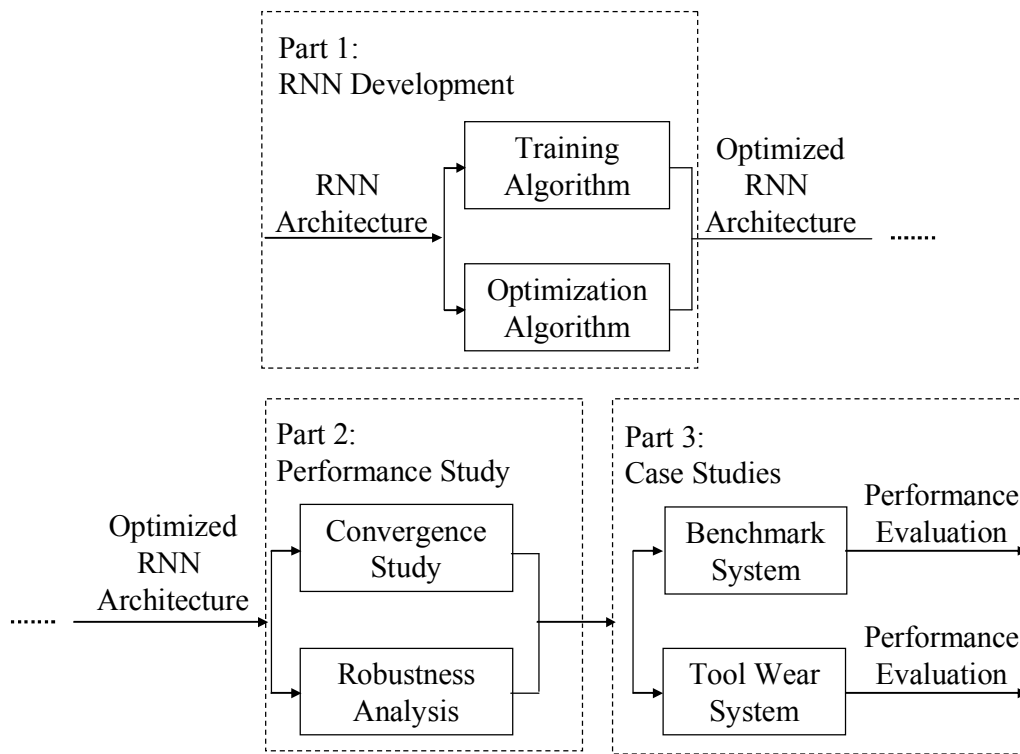 Part 1:
RNN Development
RNN
Architecture
Training
Algorithm
Optimization
Algorithm
Optimized
RNN
Architecture
........
Part 2:
Performance Study
........
Optimized
RNN
Architecture
Convergence
Study
Robustness
Analysis
Part 3:
Case Studies
Benchmark
System
Performance
Evaluation
Tool Wear
System
Performance
Evaluation